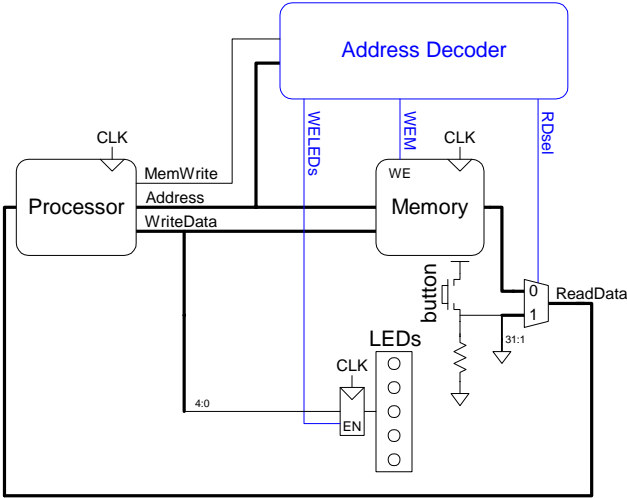 Address Decoder
WELEDs
WEM
RDsel
CLK
CLK
MemWrite
WE
Address
Processor
Memory
WriteData
button
0
ReadData
1
31:1
LEDs
CLK
4:0
EN